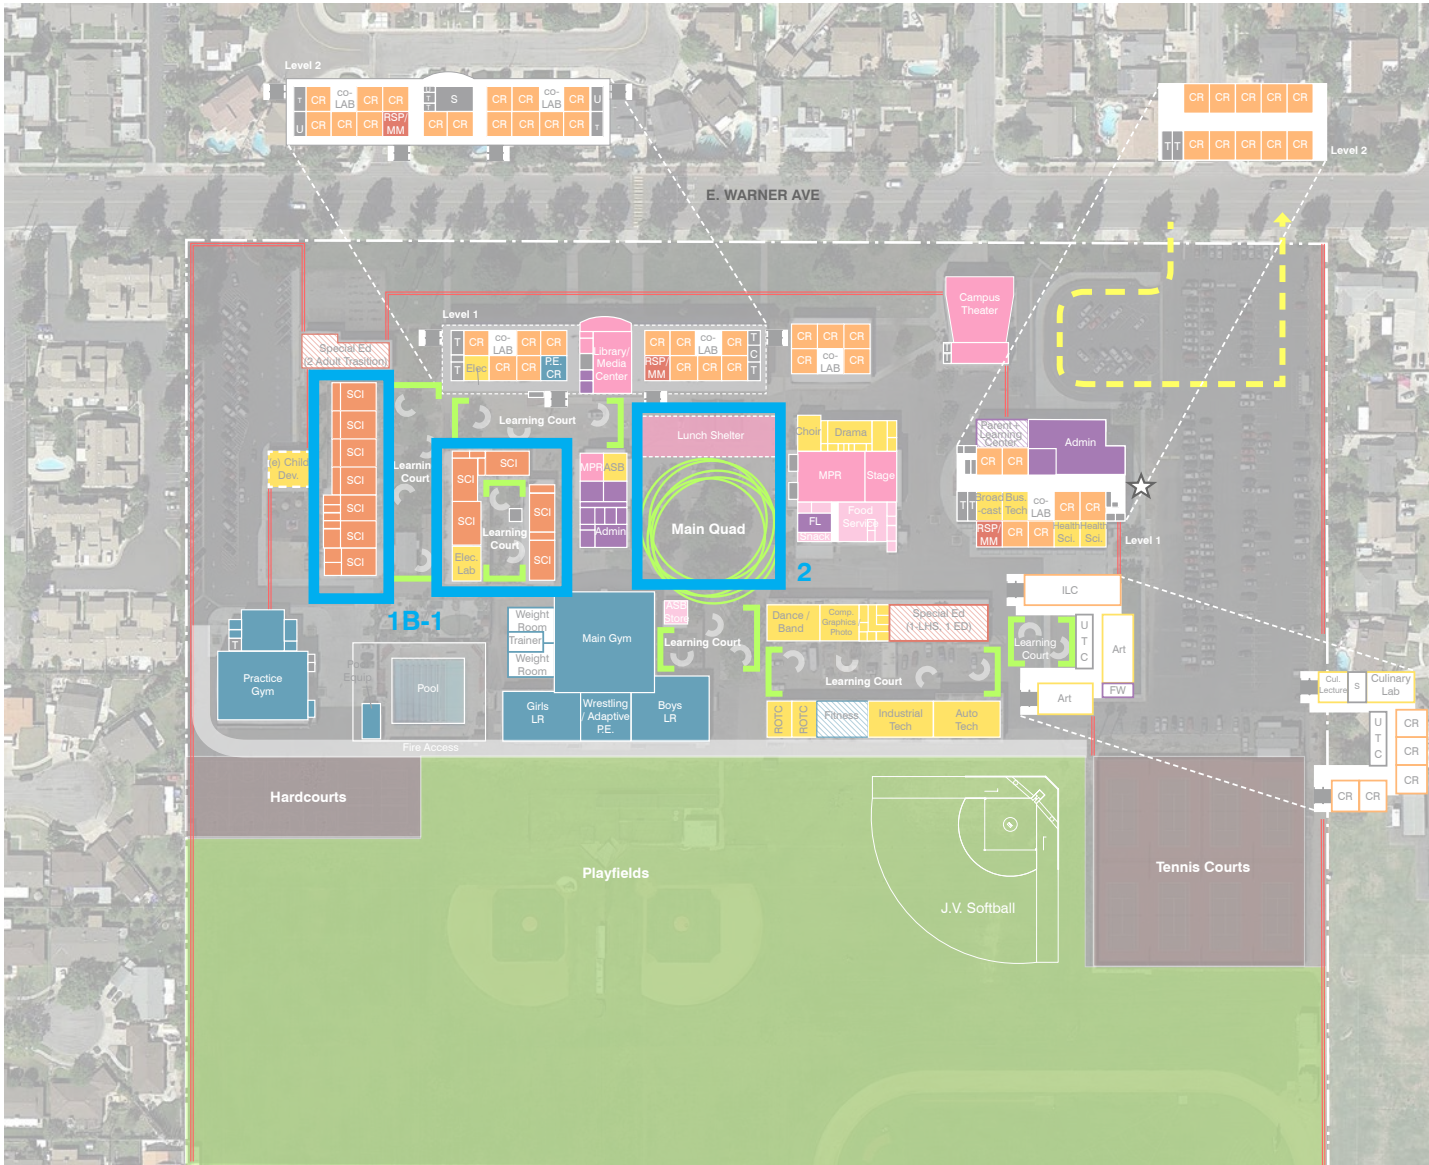 Level 2
T CR co-LAB CR CR
T T T S
CR CR co-LAB CR U
U CR CR CR RSP/MM
CR CR
CR CR CR CR T
CR CR CR CR CR
T T CR CR CR CR CR
Level 2
E. WARNER AVE
Campus
Theater
Level 1
T CR co-LAB CR CR
T Elec CR CR P.E. CR
Library/
Media
Center
CR CR co-LAB CR T
C
RSP/MM CR CR CR T
CR CR CR
CR co-LAB CR
Special Ed
(2 Adult Trasition)
SCI
SCI
SCI
SCI
SCI
SCI
SCI
Learning
Court
Learning Court
(e) Child
Dev.
SCI
SCI
SCI
SCI
SCI
Elec.
Lab
Learning
Court
MPR
ASB
Admin
Lunch Shelter
Main Quad
2
1B-1
Choir
Drama
MPR
Stage
FL
Snack
Food
Service
Parent +
Learning
Center
Admin
CR CR
T T Broad-cast Bus. Tech co-LAB CR CR
RSP/MM CR CR Health Sci. Health Sci.
Level 1
ILC
U
T
C
Art
Learning
Court
Art
FW
Weight
Room
Trainer
Weight
Room
Main Gym
ASB
Store
Learning Court
Dance /
Band
Comp.
Graphics/
Photo
Special Ed
(1-LHS, 1 ED)
Learning Court
T
Practice
Gym
Pool
Equip.
Pool
Girls
LR
Wrestling
/ Adaptive
P.E.
Boys
LR
ROTC
ROTC
Fitness
Industrial
Tech
Auto
Tech
Fire Access
Cul.
Lecture
S
Culinary
Lab
U
T
C
CR
CR
CR
CR CR
Hardcourts
Playfields
J.V. Softball
Tennis Courts